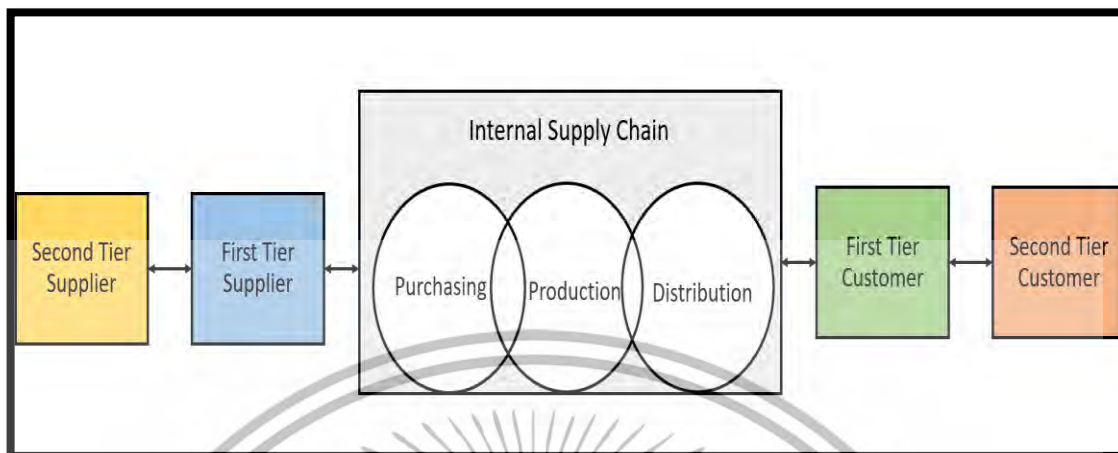 Internal Supply Chain
Second Tier
Supplier
First Tier
Supplier
Purchasing
Production
Distribution
First Tier
Customer
Second Tier
Customer